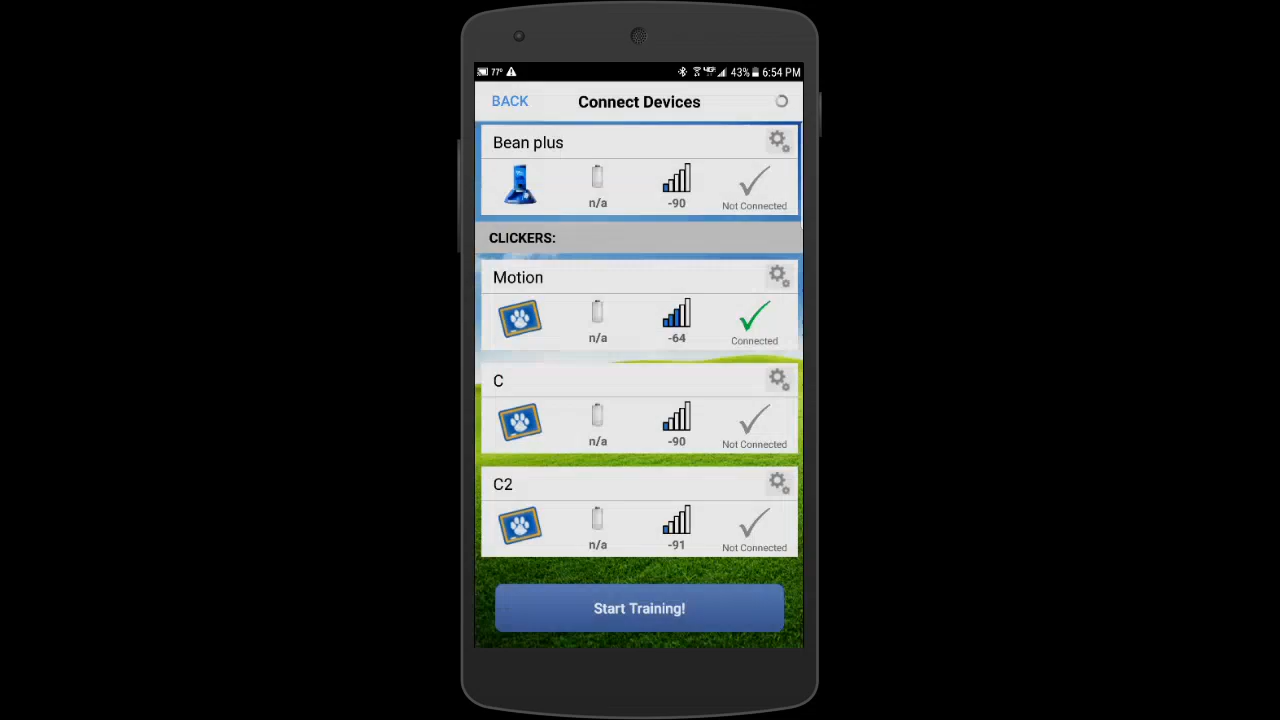 77°
43% 6:54 PM
BACK
Connect Devices
Bean plus
n/a
-90
Not Connected
CLICKERS:
Motion
n/a
-64
Connected
C
n/a
-90
Not Connected
C2
n/a
-91
Not Connected
Start Training!